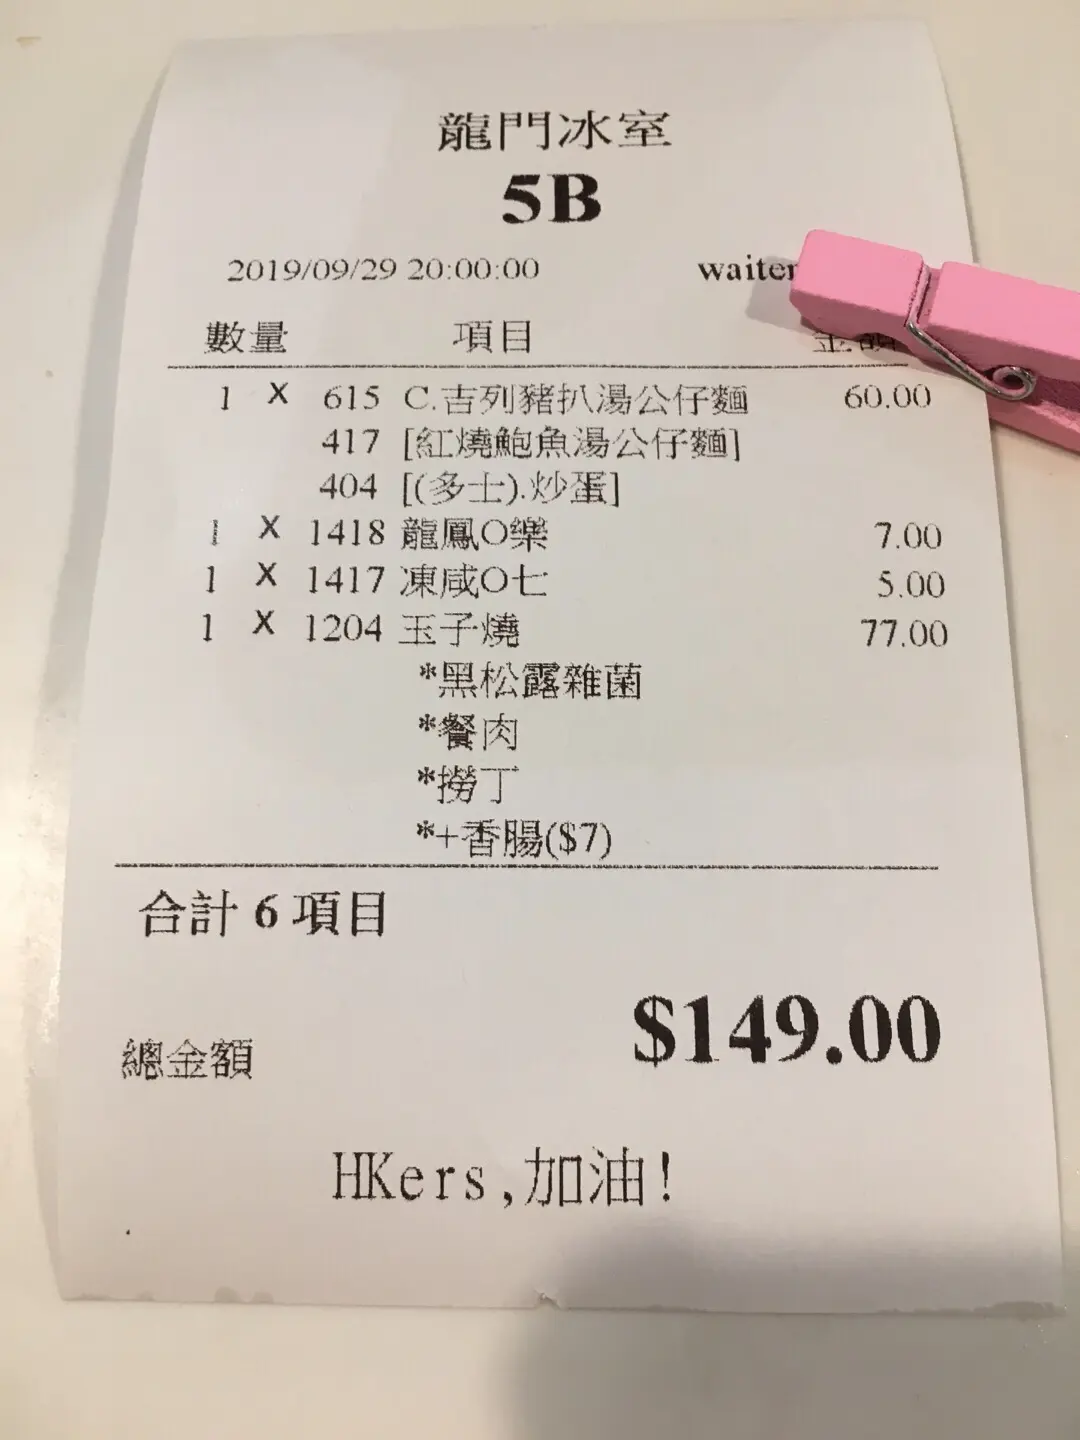 龍門冰室
5B
2019/09/29 20:00:00 waiter
數量 項目 金額
1 X 615 C.吉列豬扒湯公仔麵 60.00
417 [紅燒鮑魚湯公仔麵]
404 [(多士).炒蛋]
1 X 1418 龍鳳O樂 7.00
1 X 1417 凍咸O七 5.00
1 X 1204 玉子燒 77.00
*黑松露雜菌
*餐肉
*撈丁
*+香腸($7)
合計 6 項目
總金額 $149.00
HKers,加油!